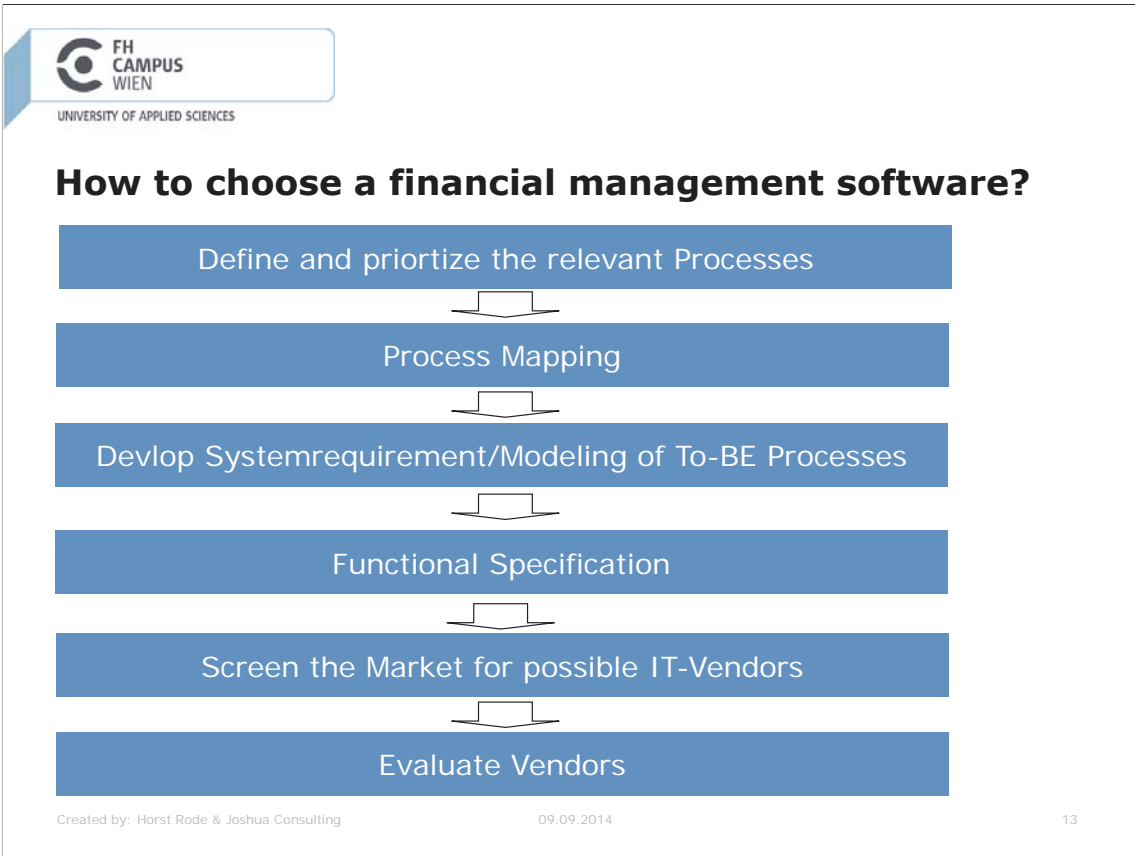 FH
CAMPUS
WIEN
UNIVERSITY OF APPLIED SCIENCES
How to choose a financial management software?
Define and priortize the relevant Processes
Process Mapping
Devlop Systemrequirement/Modeling of To-BE Processes
Functional Specification
Screen the Market for possible IT-Vendors
Evaluate Vendors
Created by: Horst Rode & Joshua Consulting 09.09.2014 13